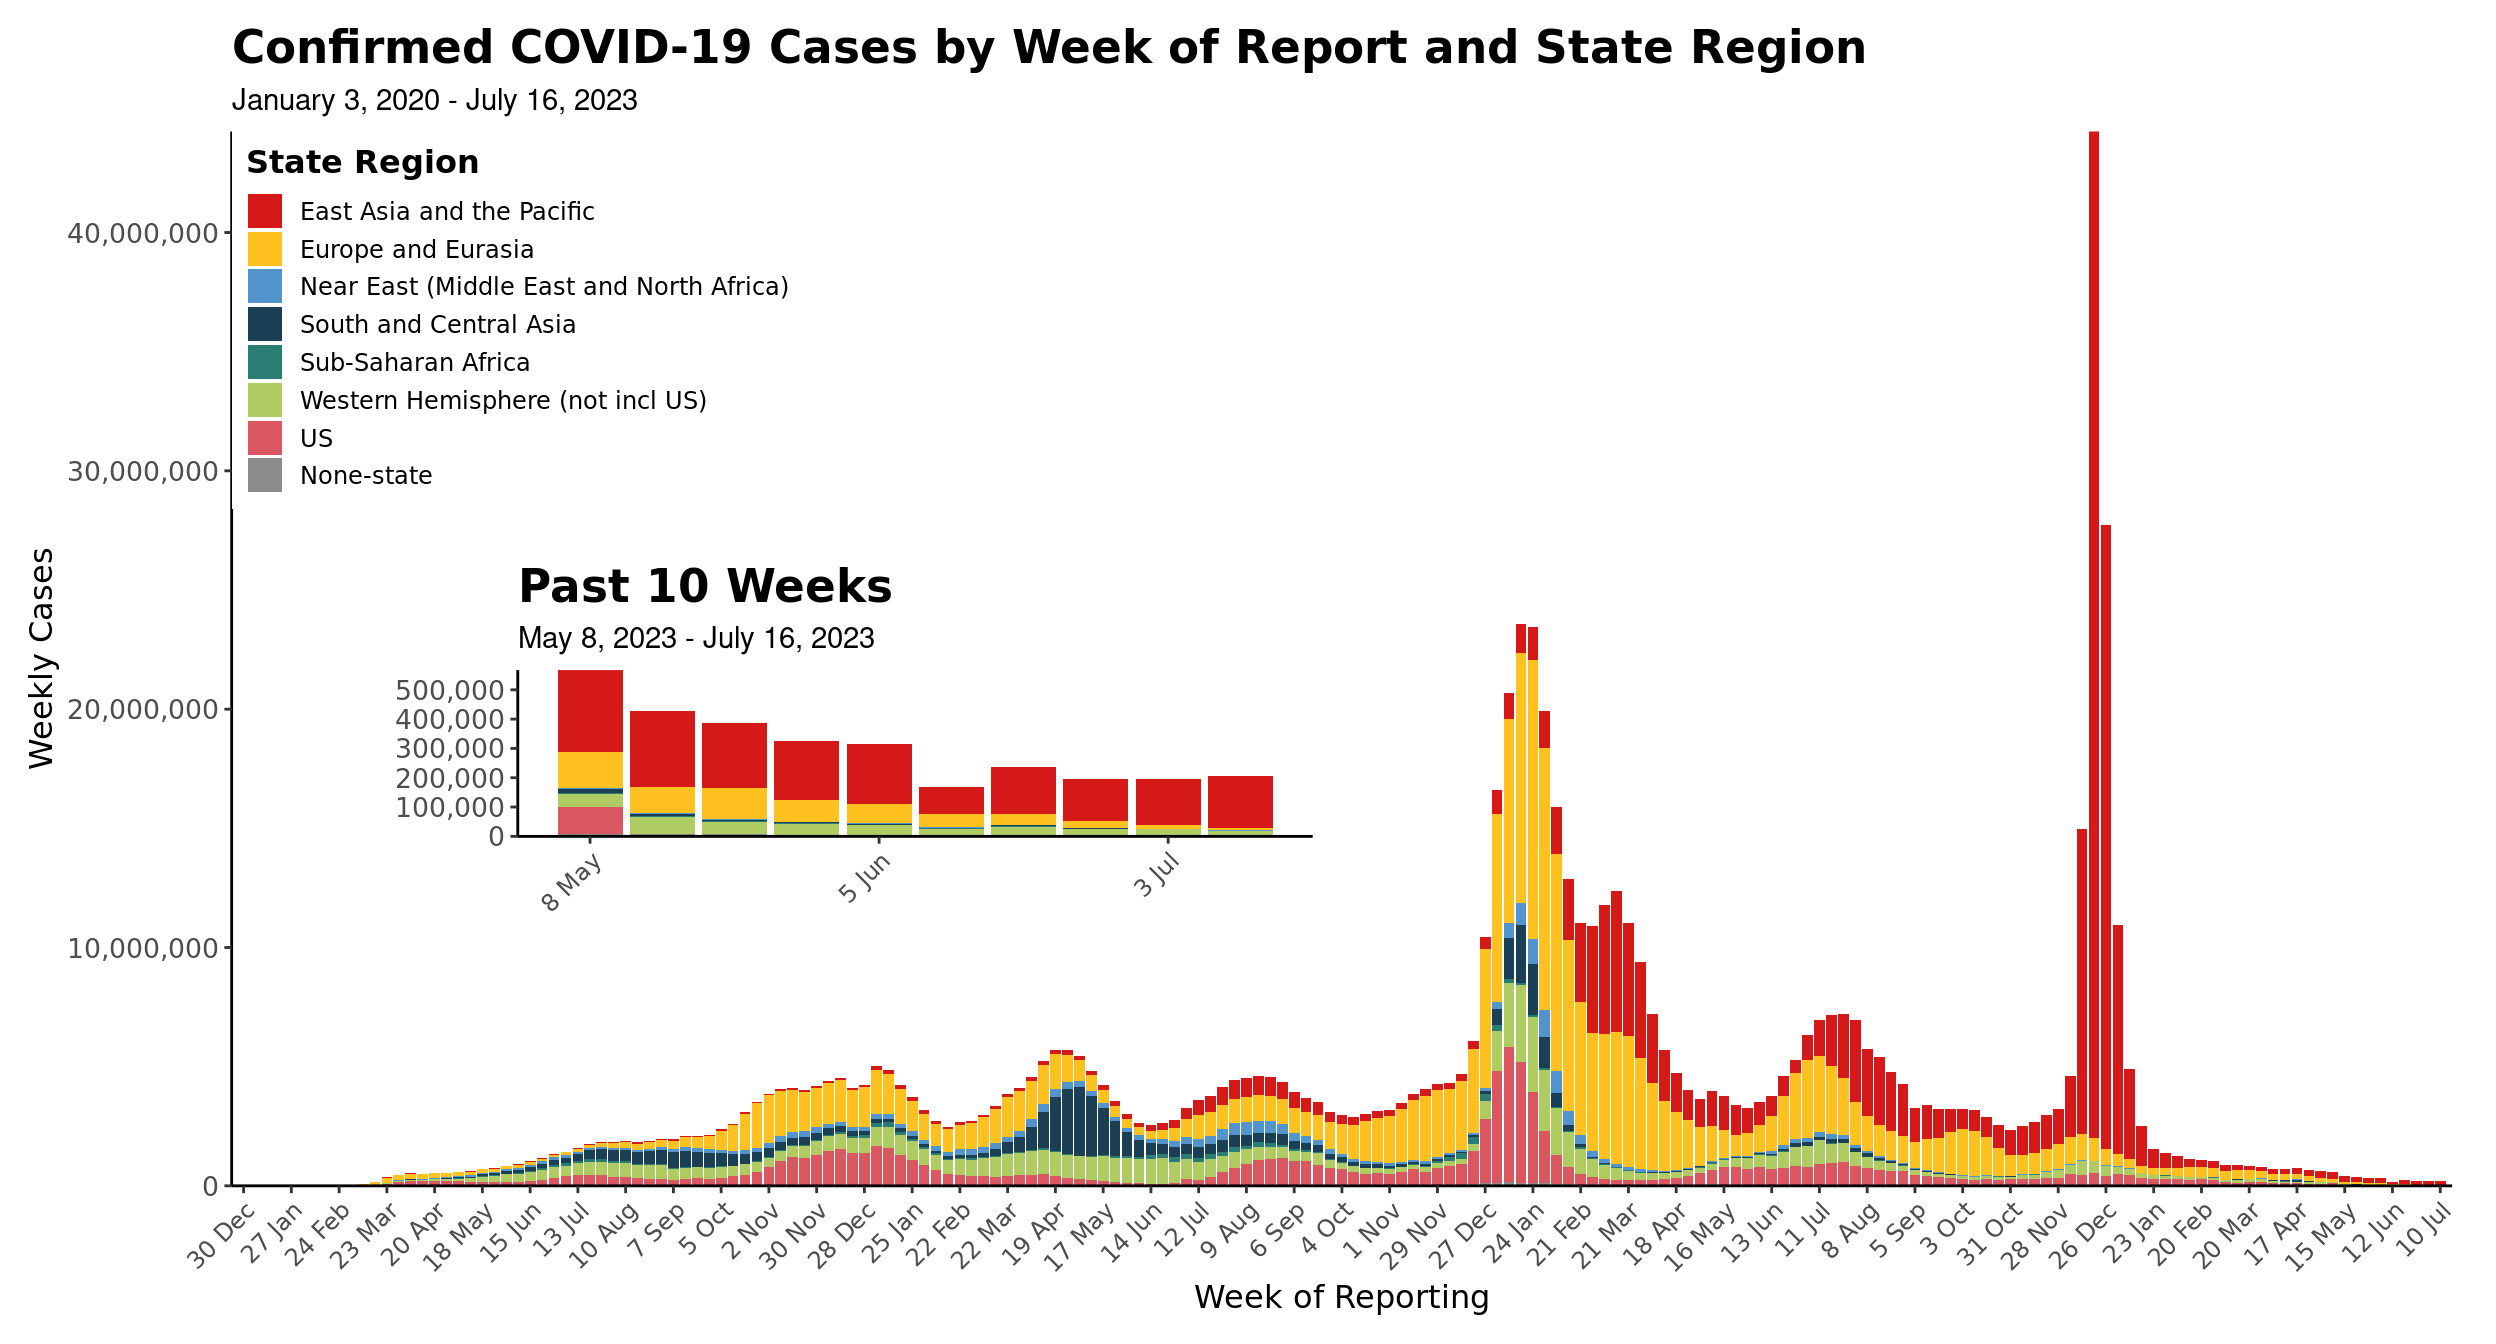 Confirmed COVID-19 Cases by Week of Report and State Region
January 3, 2020 - July 16, 2023
State Region
East Asia and the Pacific
Europe and Eurasia
Near East (Middle East and North Africa)
South and Central Asia
Sub-Saharan Africa
Western Hemisphere (not incl US)
US
None-state
Weekly Cases
40,000,000
30,000,000
20,000,000
10,000,000
0
Past 10 Weeks
May 8, 2023 - July 16, 2023
500,000
400,000
300,000
200,000
100,000
0
8 May
5 Jun
3 Jul
30 Dec
27 Jan
24 Feb
23 Mar
20 Apr
18 May
15 Jun
13 Jul
10 Aug
7 Sep
5 Oct
2 Nov
30 Nov
28 Dec
25 Jan
22 Feb
22 Mar
19 Apr
17 May
14 Jun
12 Jul
9 Aug
6 Sep
4 Oct
1 Nov
29 Nov
27 Dec
24 Jan
21 Feb
21 Mar
18 Apr
16 May
13 Jun
11 Jul
8 Aug
5 Sep
3 Oct
31 Oct
28 Nov
26 Dec
23 Jan
20 Feb
20 Mar
17 Apr
15 May
12 Jun
10 Jul
Week of Reporting